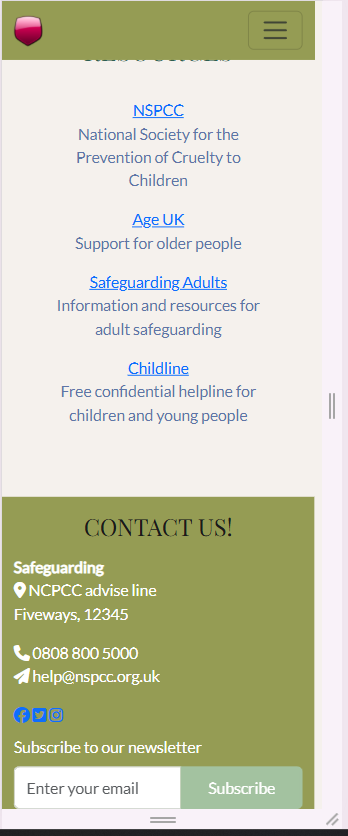 NSPCC
National Society for the
Prevention of Cruelty to
Children
Age UK
Support for older people
Safeguarding Adults
Information and resources for
adult safeguarding
Childline
Free confidential helpline for
children and young people
CONTACT US!
Safeguarding
NCPCC advise line
Fiveways, 12345
0808 800 5000
help@nspcc.org.uk
Subscribe to our newsletter
Enter your email
Subscribe